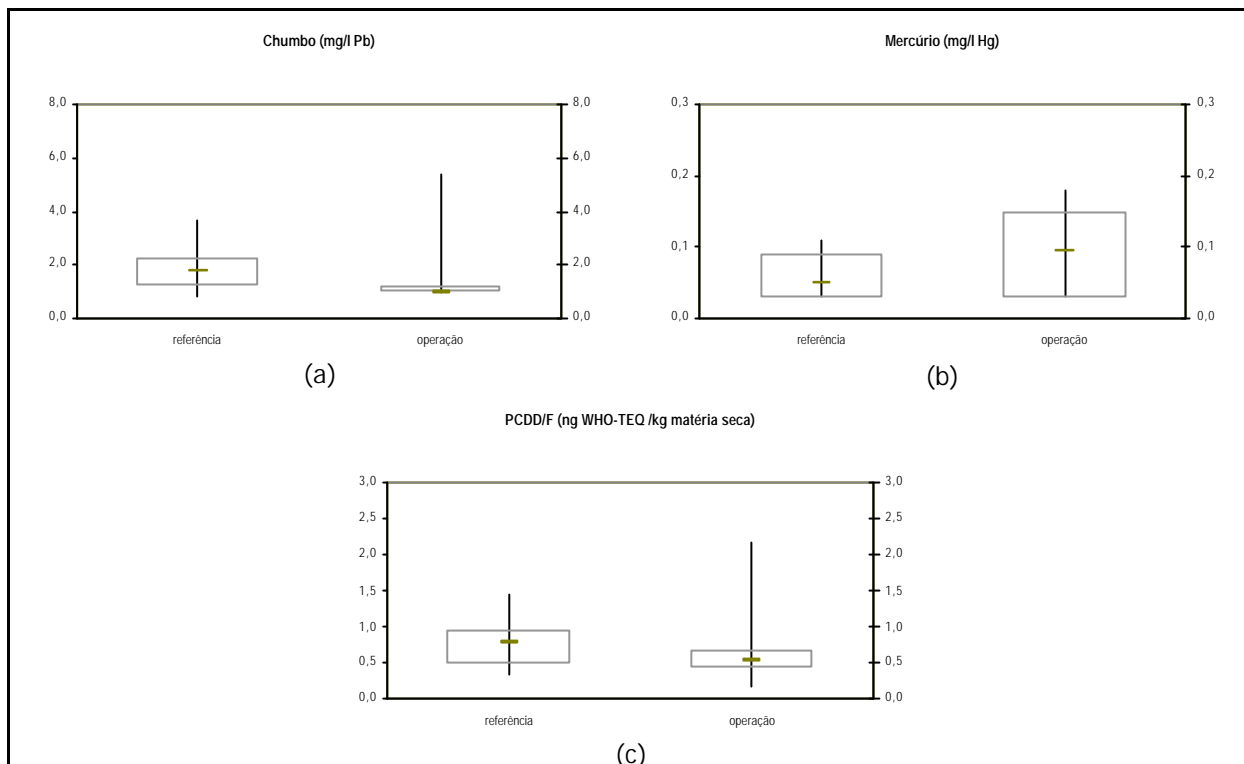 Chumbo (mg/l Pb)
8,0 8,0
6,0 6,0
4,0 4,0
2,0 2,0
0,0 0,0
referência operação
(a)
Mercúrio (mg/l Hg)
0,3 0,3
0,2 0,2
0,1 0,1
0,0 0,0
referência operação
(b)
PCDD/F (ng WHO-TEQ /kg matéria seca)
3,0 3,0
2,5 2,5
2,0 2,0
1,5 1,5
1,0 1,0
0,5 0,5
0,0 0,0
referência operação
(c)